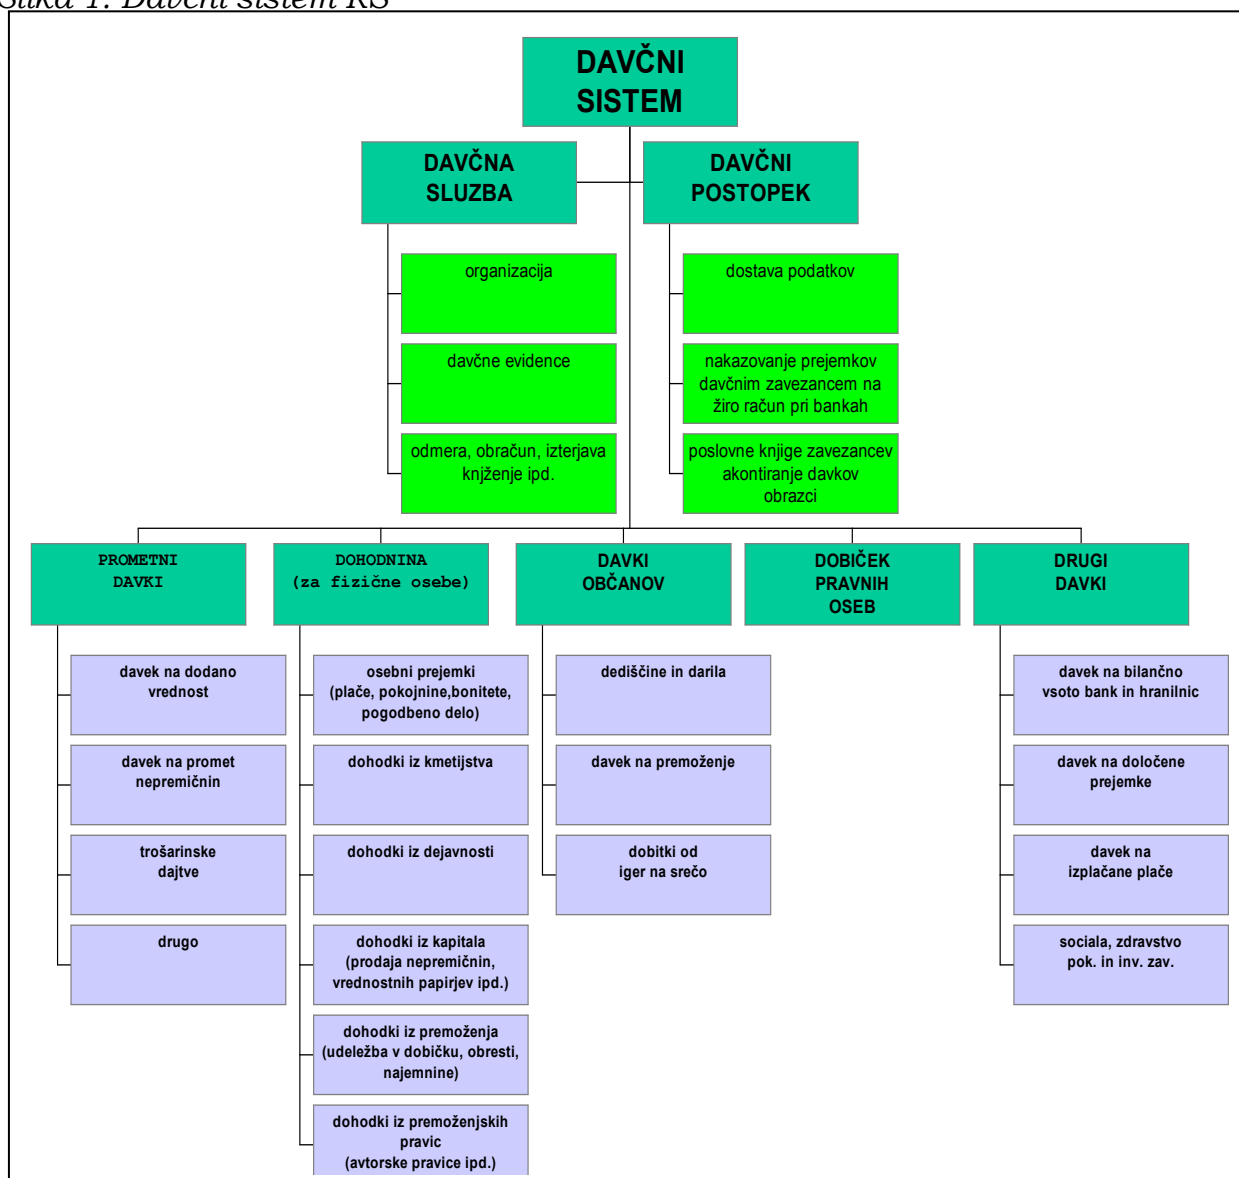 Slika 1: Davčni sistem RS
DAVČNI
SISTEM
DAVČNA
SLUZBA
DAVČNI
POSTOPEK
organizacija
davčne evidence
odmera, obračun, izterjava
knjženje ipd.
dostava podatkov
nakazovanje prejemkov
davčnim zavezancem na
žiro račun pri bankah
poslovne knjige zavezancev
akontiranje davkov
obrazci
PROMETNI
DAVKI
davek na dodano
vrednost
davek na promet
nepremičnin
trošarinske
dajtve
drugo
DOHODNINA
(za fizične osebe)
osebni prejemki
(plače, pokojnine,bonitete,
pogodbeno delo)
dohodki iz kmetijstva
dohodki iz dejavnosti
dohodki iz kapitala
(prodaja nepremičnin,
vrednostnih papirjev ipd.)
dohodki iz premoženja
(udeležba v dobičku, obresti,
najemnine)
dohodki iz premoženjskih
pravic
(avtorske pravice ipd.)
DAVKI
OBČANOV
dediščine in darila
davek na premoženje
dobitki od
iger na srečo
DOBIČEK
PRAVNIH
OSEB
DRUGI
DAVKI
davek na bilančno
vsoto bank in hranilnic
davek na določene
prejemke
davek na
izplačane plače
sociala, zdravstvo
pok. in inv. zav.